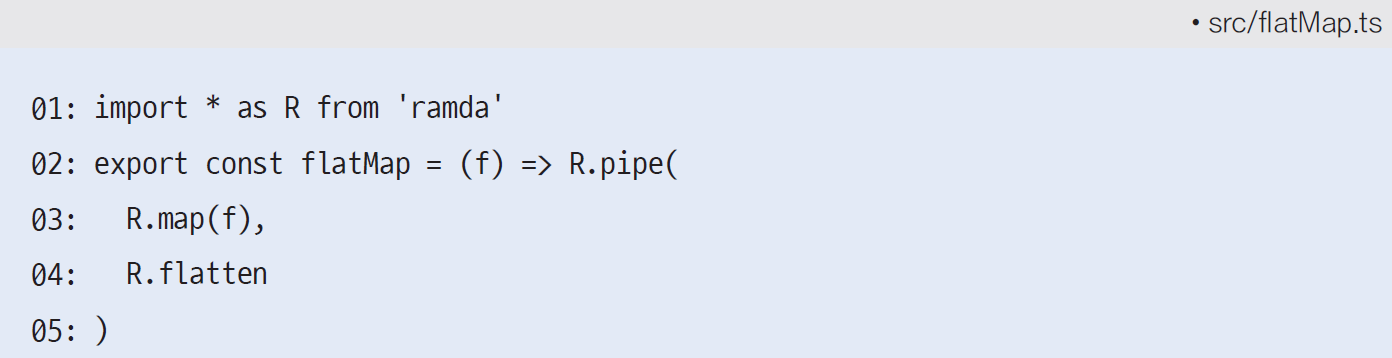 • src/flatMap.ts
01: import * as R from 'ramda'
02: export const flatMap = (f) => R.pipe(
03:   R.map(f),
04:   R.flatten
05: )